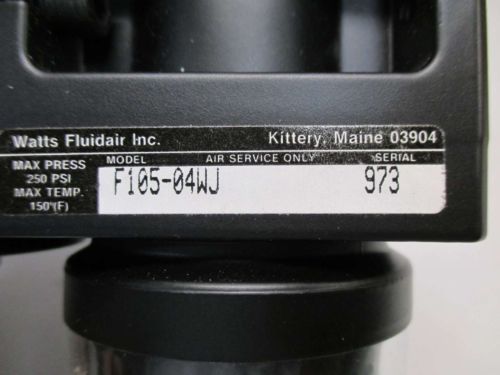 Watts Fluidair Inc. Kittery, Maine 03904
MAX PRESS MODEL AIR SERVICE ONLY SERIAL
250 PSI F105-04WJ 973
MAX TEMP.
150°(F)